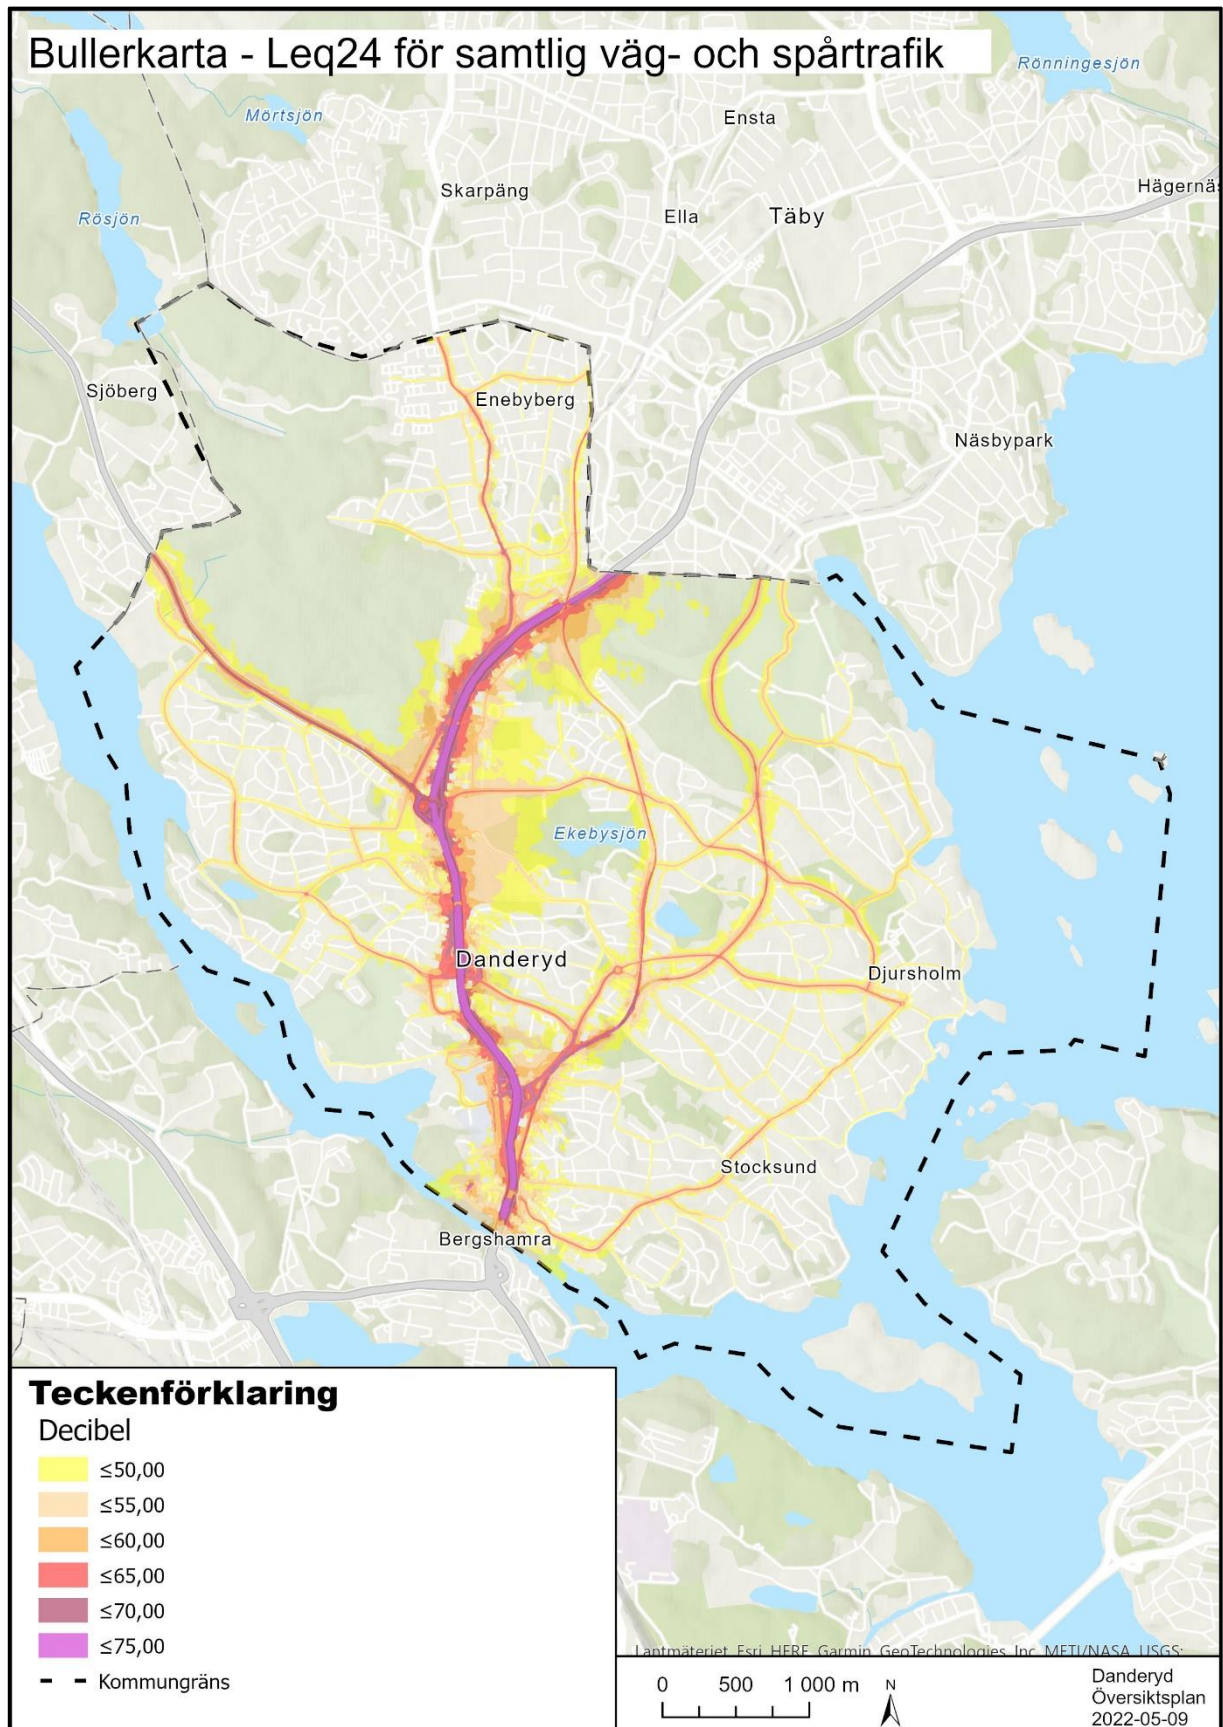 Bullerkarta - Leq24 för samtlig väg- och spårtrafik
Rönningesjön
Mörtsjön
Ensta
Skarpäng
Hägernäs
Rösjön
Ella
Täby
Sjöberg
Enebyberg
Näsbypark
Ekebysjön
Danderyd
Djursholm
Stocksund
Bergshamra
Teckenförklaring
Decibel
≤50,00
≤55,00
≤60,00
≤65,00
≤70,00
≤75,00
Kommungräns
Lantmäteriet, Esri, HERE, Garmin, GeoTechnologies, Inc, METI/NASA, USGS;
0 500 1 000 m
N
Danderyd
Översiktsplan
2022-05-09